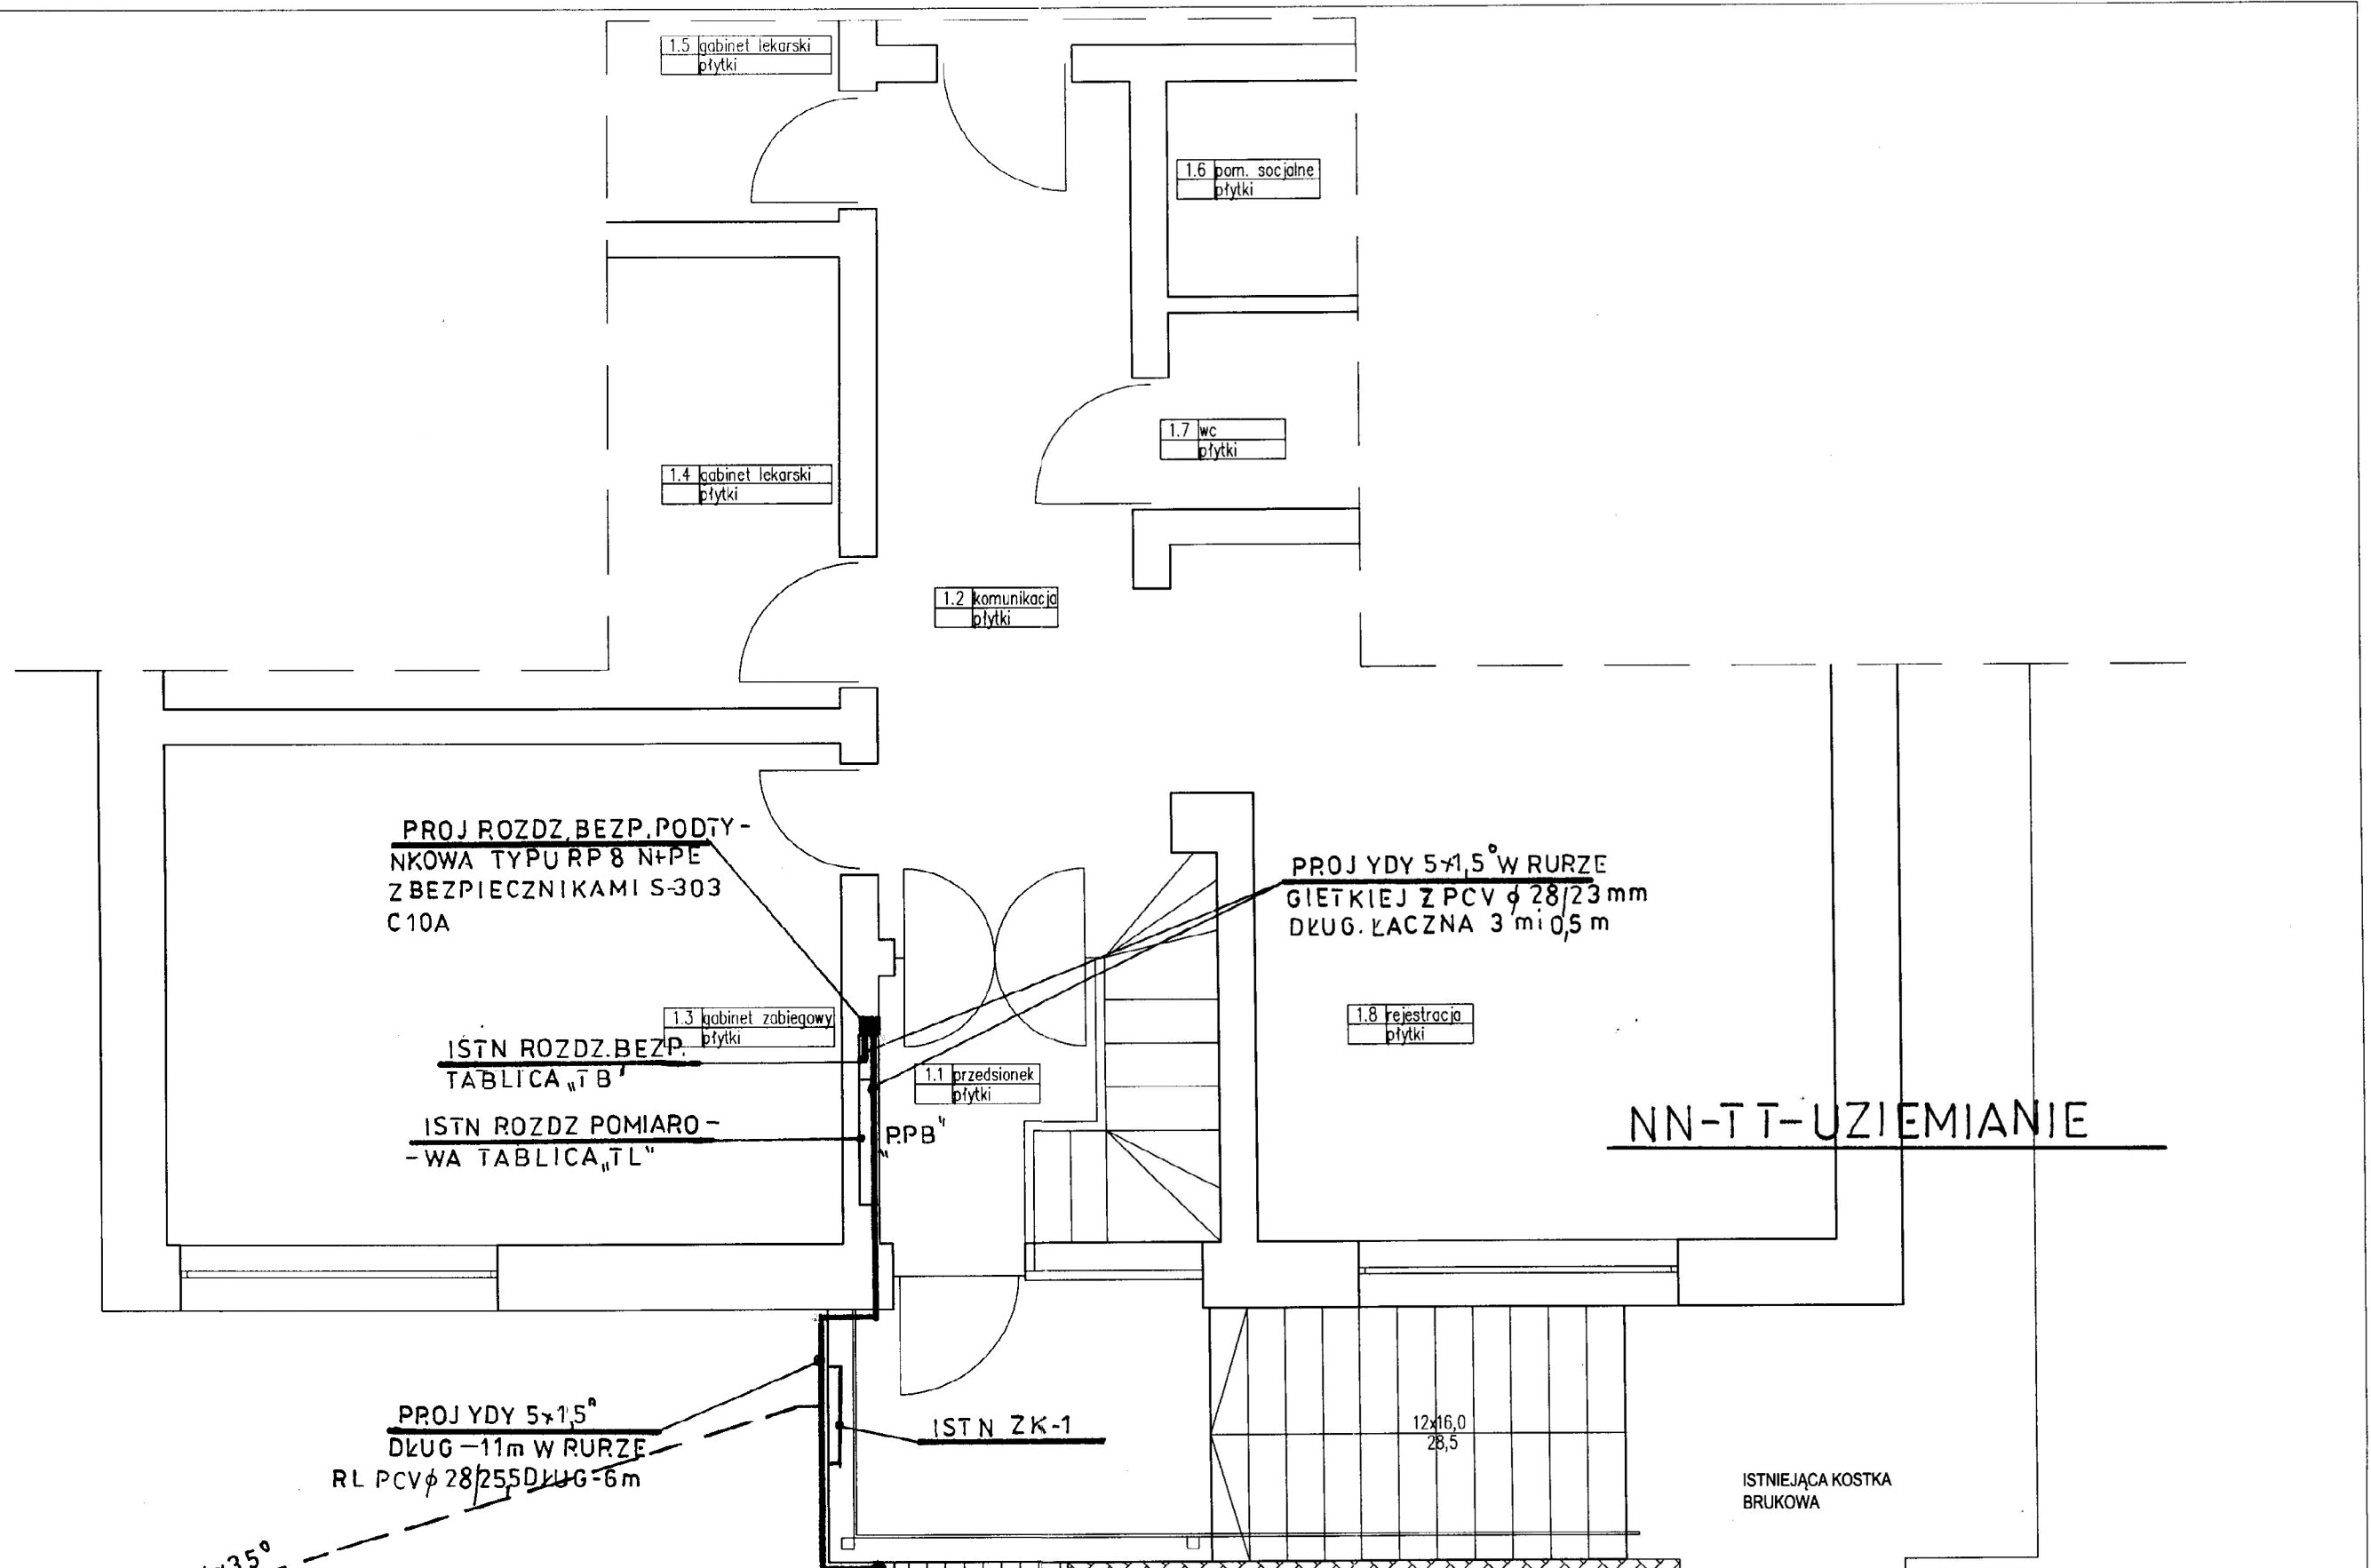 1.5 gabinet lekarski
płytki
1.6 pom. socjalne
płytki
1.7 wc
płytki
1.4 gabinet lekarski
płytki
1.2 komunikacja
płytki
PROJ ROZDZ. BEZP. PODTY-
NKOWA TYPU RP 8 N+PE
Z BEZPIECZNIKAMI S-303
C10A
PROJ YDY 5x1,5° W RURZE
GIETKIEJ Z PCV ϕ 28/23 mm
DŁUG. ŁACZNA 3 m i 0,5 m
1.3 gabinet zabiegowy
płytki
1.8 rejestracja
płytki
ISTN ROZDZ. BEZP.
TABLICA „TB"
1.1 przedsionek
płytki
ISTN ROZDZ POMIARO-
-WA TABLICA „TL"
„RPB"
NN-TT-UZIEMIANIE
PROJ YDY 5x1,5°
DŁUG -11m W RURZE
RL PCV ϕ 28/25,5 DŁUG-6m
ISTN ZK-1
12x16,0
28,5
ISTNIEJĄCA KOSTKA
BRUKOWA
x35°